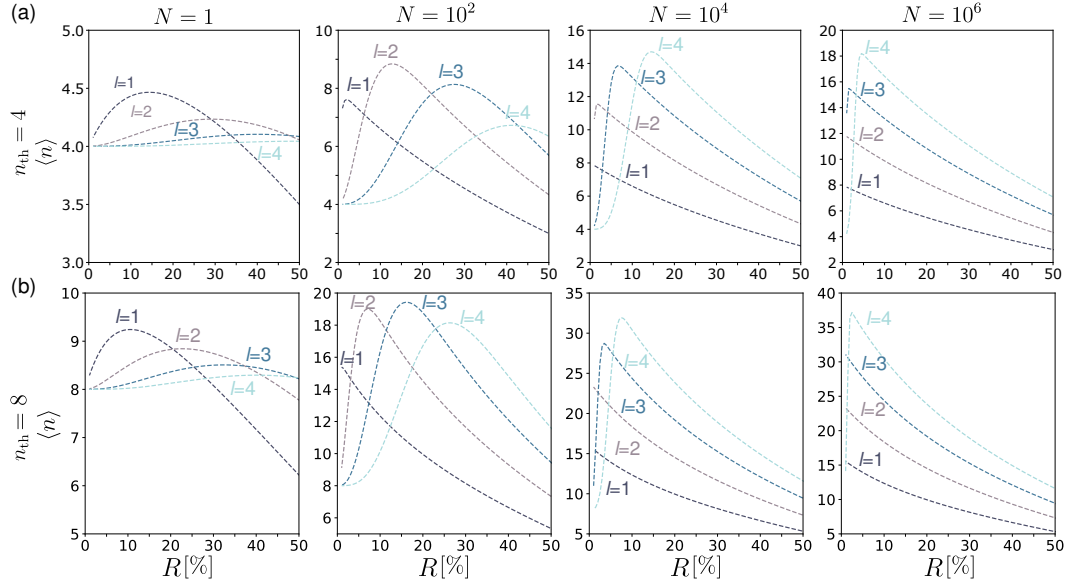 (a)
N = 1
N = 10²
N = 10⁴
N = 10⁶
n_th = 4
⟨n⟩
5.0
4.5
4.0
3.5
3.0
0 10 20 30 40 50
l=1
l=2
l=3
l=4
8
6
4
2
0 10 20 30 40 50
l=1
l=2
l=3
l=4
16
14
12
10
8
6
4
2
0 10 20 30 40 50
l=4
l=3
l=2
l=1
20
18
16
14
12
10
8
6
4
2
0 10 20 30 40 50
l=4
l=3
l=2
l=1
(b)
n_th = 8
⟨n⟩
10
9
8
7
6
5
0 10 20 30 40 50
R[%]
l=1
l=2
l=3
l=4
20
18
16
14
12
10
8
6
0 10 20 30 40 50
R[%]
l=2
l=3
l=4
l=1
35
30
25
20
15
10
5
0 10 20 30 40 50
R[%]
l=4
l=3
l=2
l=1
40
35
30
25
20
15
10
5
0 10 20 30 40 50
R[%]
l=4
l=3
l=2
l=1